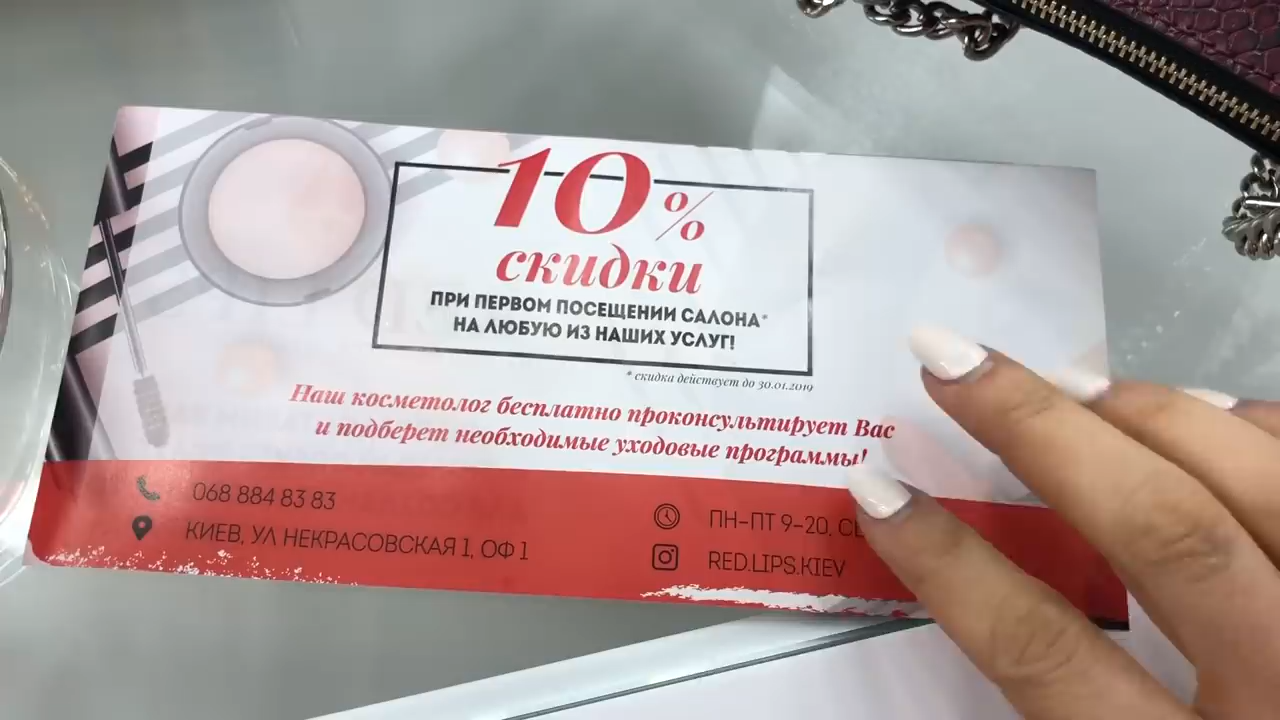 10%
скидки
ПРИ ПЕРВОМ ПОСЕЩЕНИИ САЛОНА*
НА ЛЮБУЮ ИЗ НАШИХ УСЛУГ!
* скидка действует до 30.01.2019
Наш косметолог бесплатно проконсультирует Вас
и подберет необходимые уходовые программы!
068 884 83 83
КИЕВ, УЛ НЕКРАСОВСКАЯ 1, ОФ 1
ПН-ПТ 9-20,
RED.LIPS.KIEV